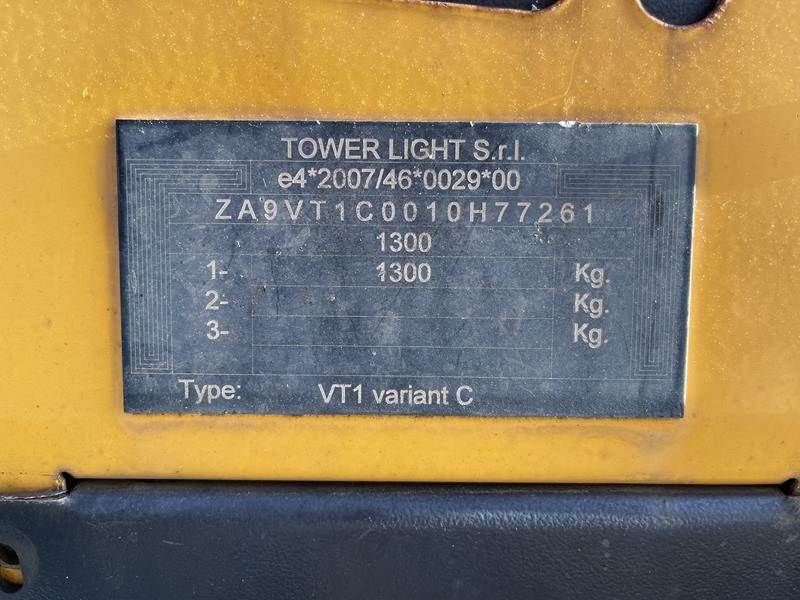 TOWER LIGHT S.r.l.
e4*2007/46*0029*00
ZA9VT1C0010H77261
1300
1- 1300 Kg.
2- Kg.
3- Kg.
Type: VT1 variant C